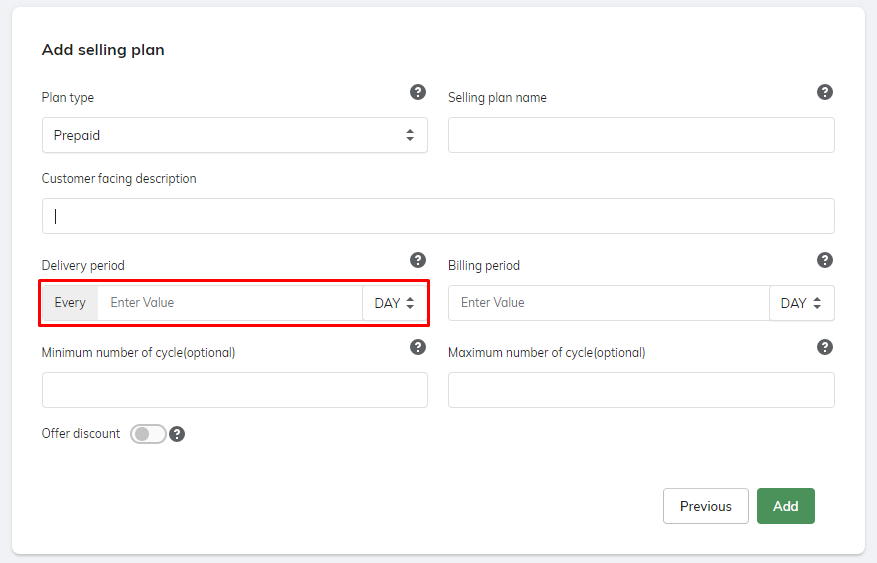 Add selling plan
Plan type ?
Selling plan name ?
Prepaid
Customer facing description
Delivery period ?
Billing period ?
Every Enter Value DAY
Enter Value DAY
Minimum number of cycle(optional) ?
Maximum number of cycle(optional) ?
Offer discount ?
Previous
Add